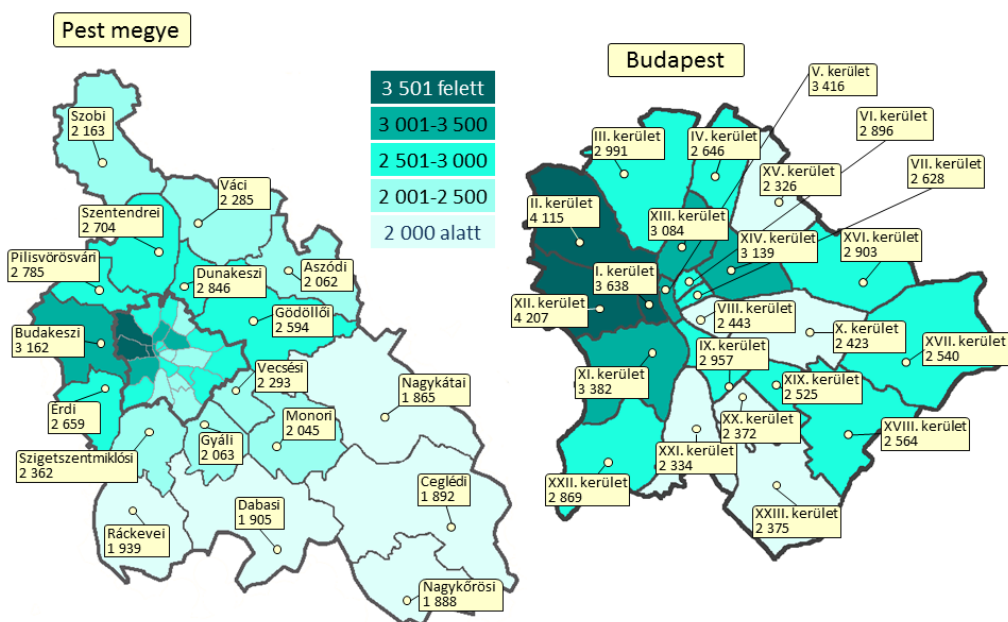 Pest megye
3 501 felett
3 001-3 500
2 501-3 000
2 001-2 500
2 000 alatt
Szobi
2 163
Váci
2 285
Szentendrei
2 704
Pilisvörösvári
2 785
Dunakeszi
2 846
Aszódi
2 062
Gödöllői
2 594
Budakeszi
3 162
Vecsési
2 293
Nagykátai
1 865
Érdi
2 659
Monori
2 045
Gyáli
2 063
Szigetszentmiklósi
2 362
Ceglédi
1 892
Dabasi
1 905
Ráckevei
1 939
Nagykőrösi
1 888
Budapest
V. kerület
3 416
VI. kerület
2 896
VII. kerület
2 628
III. kerület
2 991
IV. kerület
2 646
XV. kerület
2 326
II. kerület
4 115
XIII. kerület
3 084
XIV. kerület
3 139
XVI. kerület
2 903
I. kerület
3 638
XII. kerület
4 207
VIII. kerület
2 443
X. kerület
2 423
XVII. kerület
2 540
IX. kerület
2 957
XI. kerület
3 382
XIX. kerület
2 525
XX. kerület
2 372
XVIII. kerület
2 564
XXI. kerület
2 334
XXII. kerület
2 869
XXIII. kerület
2 375